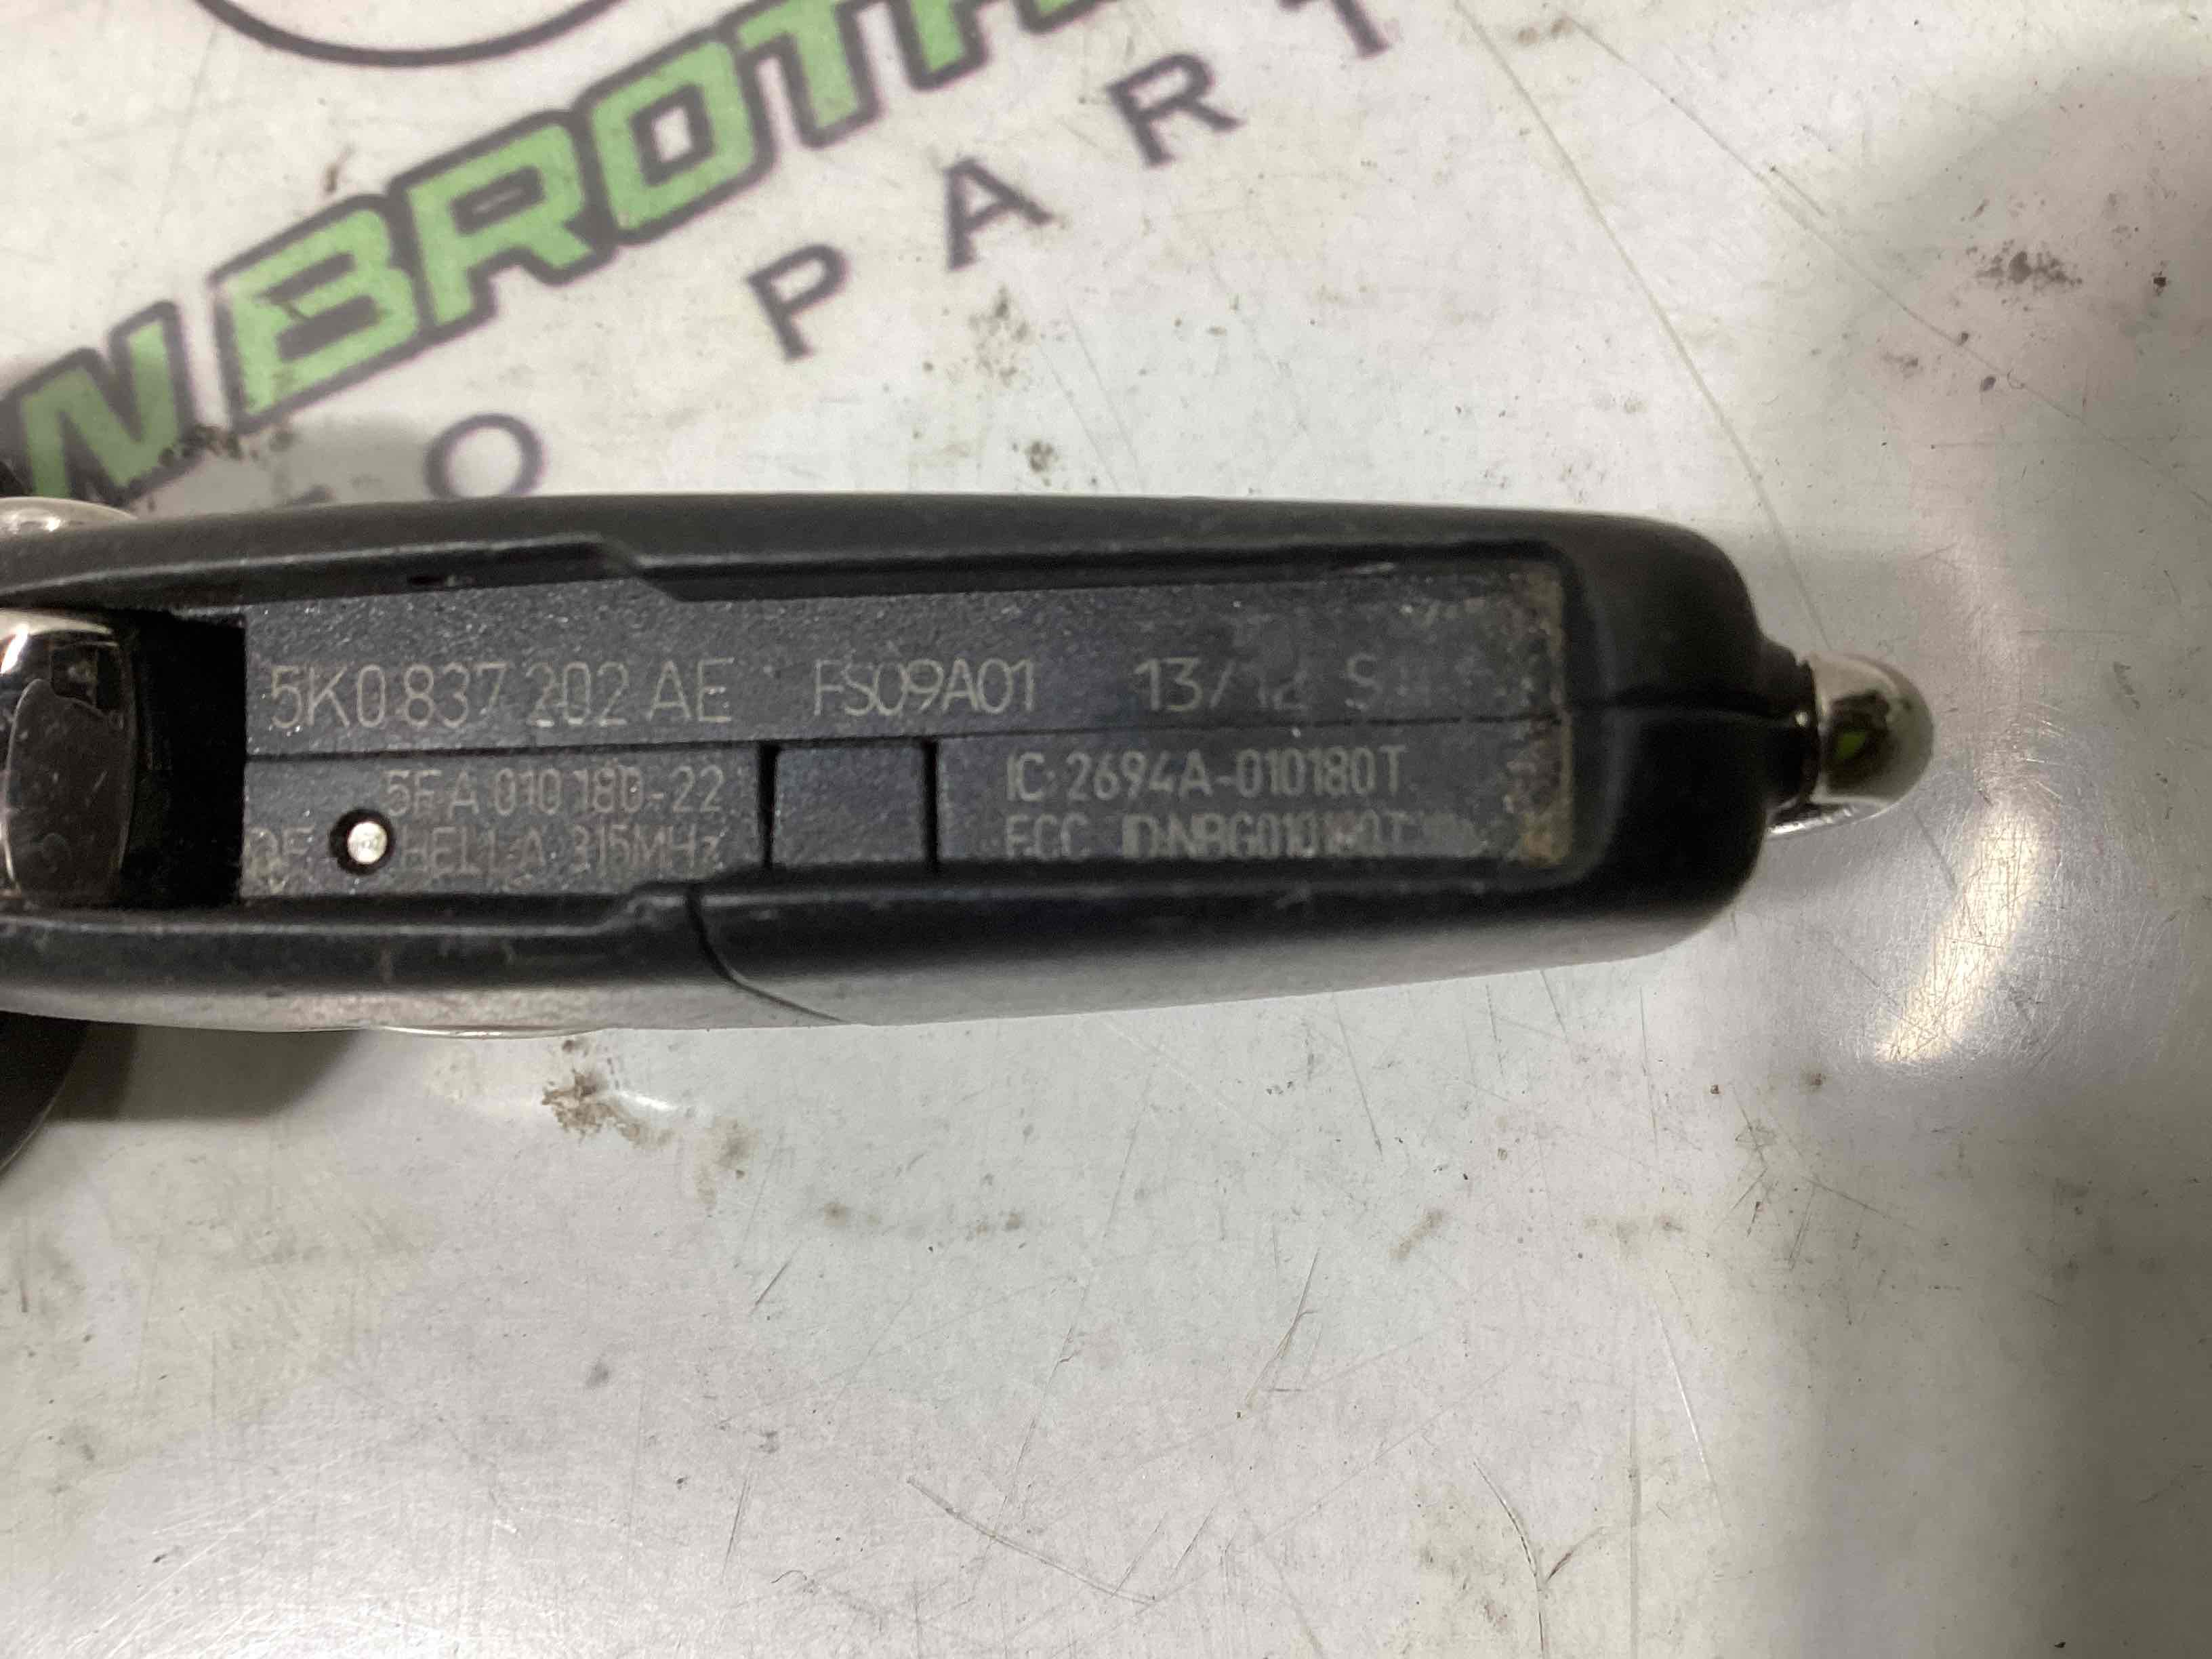 N BROTH
O PART
5K0 837 202 AE FS09A01 13/12 S
5FA 010 180-22
HELLA 315MHz
IC: 2694A-010180T
FCC ID:NBG010180T